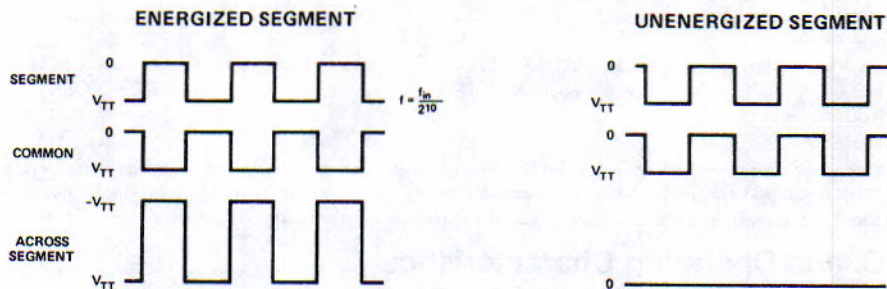 ENERGIZED SEGMENT
SEGMENT
0
V_TT
f = f_in / 2^10
COMMON
0
V_TT
ACROSS
SEGMENT
-V_TT
V_TT
UNENERGIZED SEGMENT
0
V_TT
0
V_TT
0